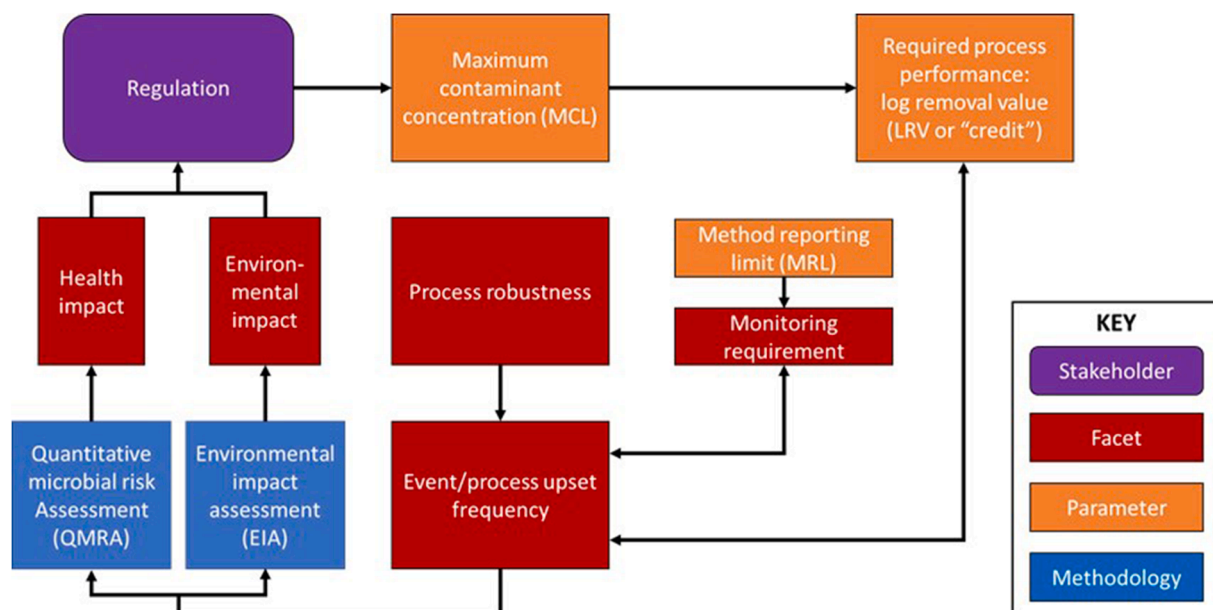 Regulation
Maximum
contaminant
concentration (MCL)
Required process
performance:
log removal value
(LRV or “credit”)
Health
impact
Environ-
mental
impact
Process robustness
Method reporting
limit (MRL)
Monitoring
requirement
Quantitative
microbial risk
Assessment
(QMRA)
Environmental
impact
assessment
(EIA)
Event/process upset
frequency
KEY
Stakeholder
Facet
Parameter
Methodology